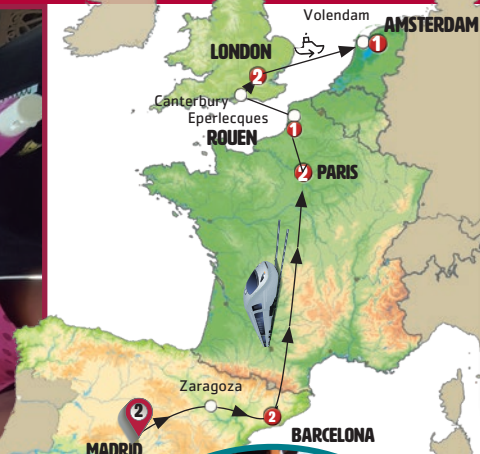 Volendam
AMSTERDAM
1
LONDON
2
Canterbury
Eperlecques
ROUEN
1
2
PARIS
Zaragoza
2
2
BARCELONA
MADRID